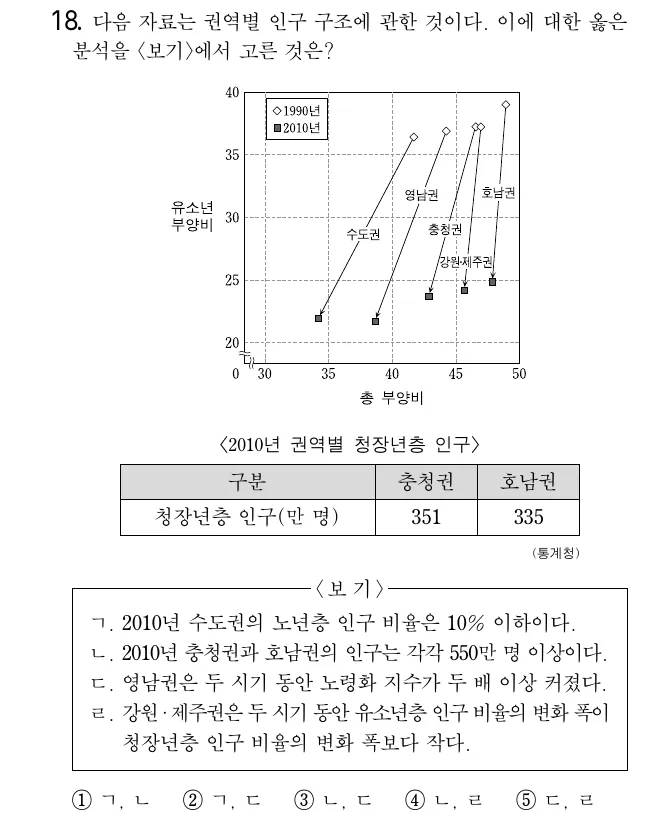 18. 다음 자료는 권역별 인구 구조에 관한 것이다. 이에 대한 옳은
분석을 <보기>에서 고른 것은?
40
◇1990년
■2010년
35
유소년
부양비
영남권
호남권
30
충청권
수도권
강원·제주권
25
20
0 30 35 40 45 50
총 부양비
<2010년 권역별 청장년층 인구>
구분 충청권 호남권
청장년층 인구(만 명) 351 335
(통계청)
<보 기>
ㄱ. 2010년 수도권의 노년층 인구 비율은 10% 이하이다.
ㄴ. 2010년 충청권과 호남권의 인구는 각각 550만 명 이상이다.
ㄷ. 영남권은 두 시기 동안 노령화 지수가 두 배 이상 커졌다.
ㄹ. 강원·제주권은 두 시기 동안 유소년층 인구 비율의 변화 폭이
청장년층 인구 비율의 변화 폭보다 작다.
① ㄱ, ㄴ ② ㄱ, ㄷ ③ ㄴ, ㄷ ④ ㄴ, ㄹ ⑤ ㄷ, ㄹ